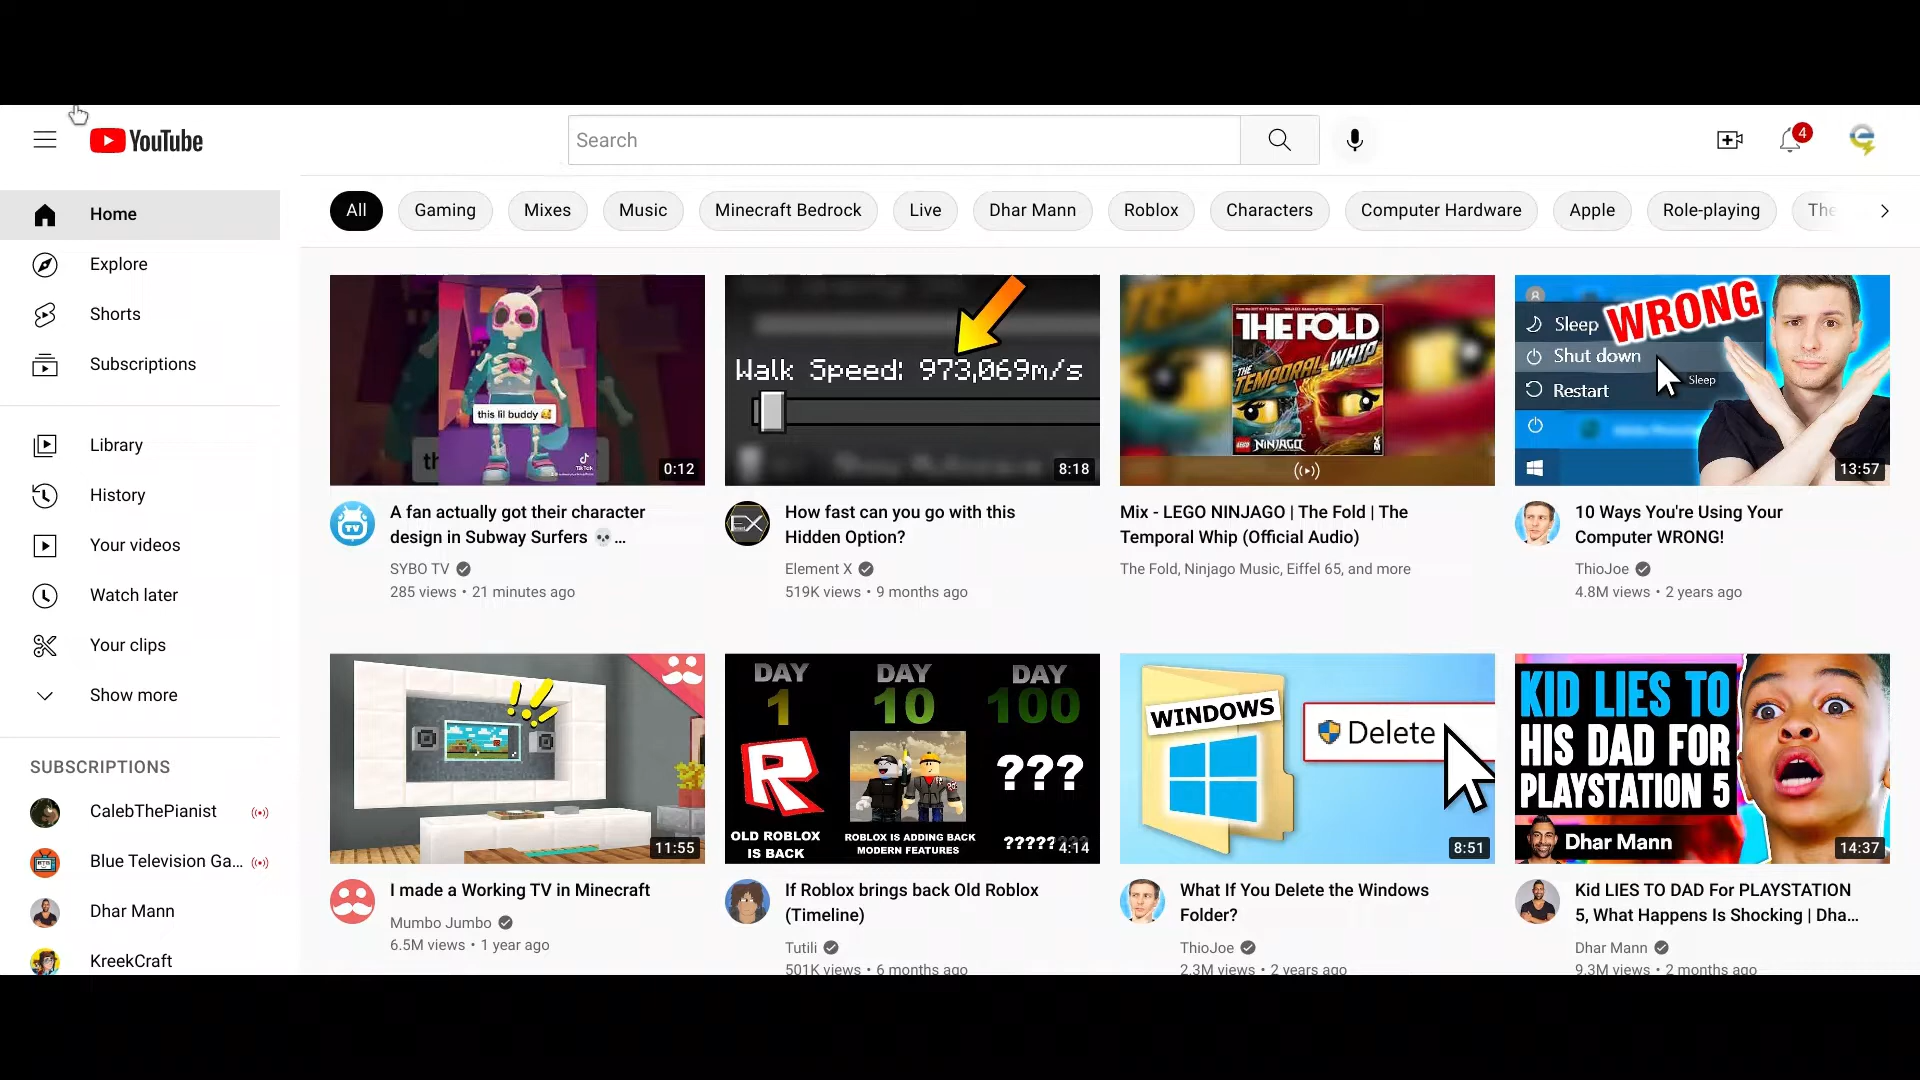 YouTube
Search
4
Home
Explore
Shorts
Subscriptions
Library
History
Your videos
Watch later
Your clips
Show more
SUBSCRIPTIONS
CalebThePianist
Blue Television Ga...
Dhar Mann
KreekCraft
All
Gaming
Mixes
Music
Minecraft Bedrock
Live
Dhar Mann
Roblox
Characters
Computer Hardware
Apple
Role-playing
The
this lil buddy
TikTok
0:12
TV
A fan actually got their character
design in Subway Surfers 💀...
SYBO TV
285 views • 21 minutes ago
Walk Speed: 973,069m/s
8:18
EX
How fast can you go with this
Hidden Option?
Element X
519K views • 9 months ago
THE FOLD
THE
TEMPORAL WHIP
LEGO NINJAGO
Mix - LEGO NINJAGO | The Fold | The
Temporal Whip (Official Audio)
The Fold, Ninjago Music, Eiffel 65, and more
Sleep
WRONG
Shut down
Sleep
Restart
13:57
10 Ways You're Using Your
Computer WRONG!
ThioJoe
4.8M views • 2 years ago
!!
11:55
I made a Working TV in Minecraft
Mumbo Jumbo
6.5M views • 1 year ago
DAY DAY DAY
1 10 100
???
OLD ROBLOX
IS BACK
ROBLOX IS ADDING BACK
MODERN FEATURES
4:14
If Roblox brings back Old Roblox
(Timeline)
Tutili
501K views • 6 months ago
WINDOWS
Delete
8:51
What If You Delete the Windows
Folder?
ThioJoe
2.3M views • 2 years ago
KID LIES TO
HIS DAD FOR
PLAYSTATION 5
Dhar Mann
14:37
Kid LIES TO DAD For PLAYSTATION
5, What Happens Is Shocking | Dha...
Dhar Mann
9.3M views • 2 months ago